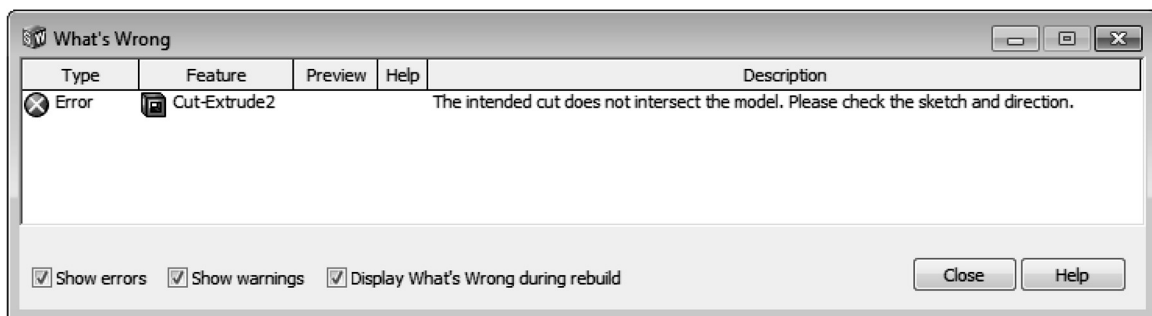 What's Wrong
Type Feature Preview Help Description
Error Cut-Extrude2 The intended cut does not intersect the model. Please check the sketch and direction.
Show errors Show warnings Display What's Wrong during rebuild Close Help